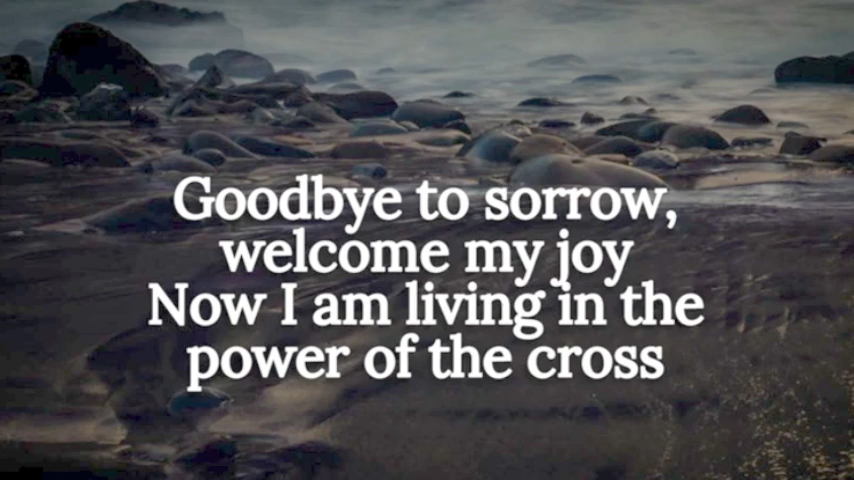 Goodbye to sorrow,
welcome my joy
Now I am living in the
power of the cross